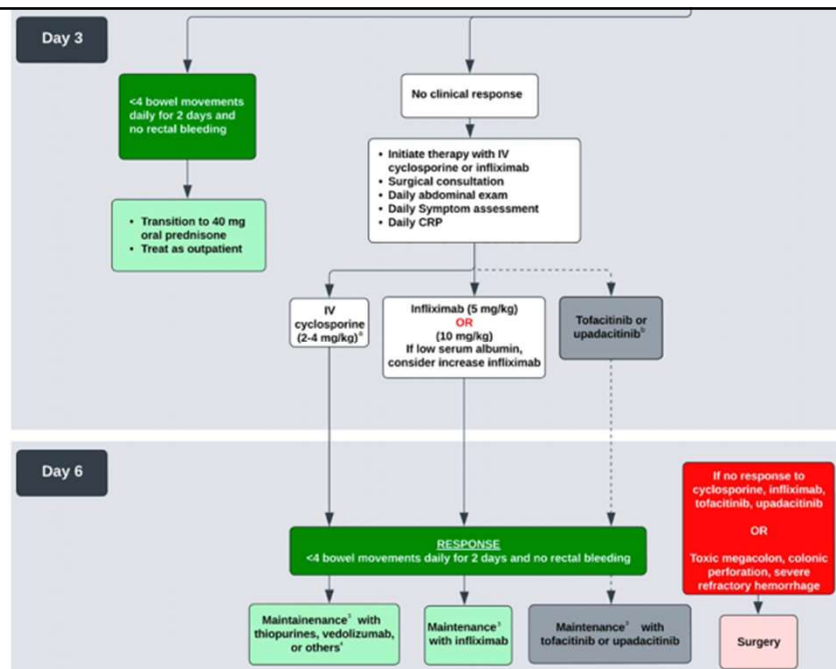 Day 3
<4 bowel movements
daily for 2 days and
no rectal bleeding
No clinical response
• Initiate therapy with IV
cyclosporine or infliximab
• Surgical consultation
• Daily abdominal exam
• Daily Symptom assessment
• Daily CRP
• Transition to 40 mg
oral prednisone
• Treat as outpatient
IV
cyclosporine
(2-4 mg/kg)ᵃ
Infliximab (5 mg/kg)
OR
(10 mg/kg)
If low serum albumin,
consider increase infliximab
Tofacitinib or
upadacitinibᵇ
Day 6
If no response to
cyclosporine, infliximab,
tofacitinib, upadacitinib
OR
Toxic megacolon, colonic
perforation, severe
refractory hemorrhage
RESPONSE
<4 bowel movements daily for 2 days and no rectal bleeding
Maintainenance³ with
thiopurines, vedolizumab,
or others⁴
Maintenance³
with infliximab
Maintenance³ with
tofacitinib or upadacitinib
Surgery